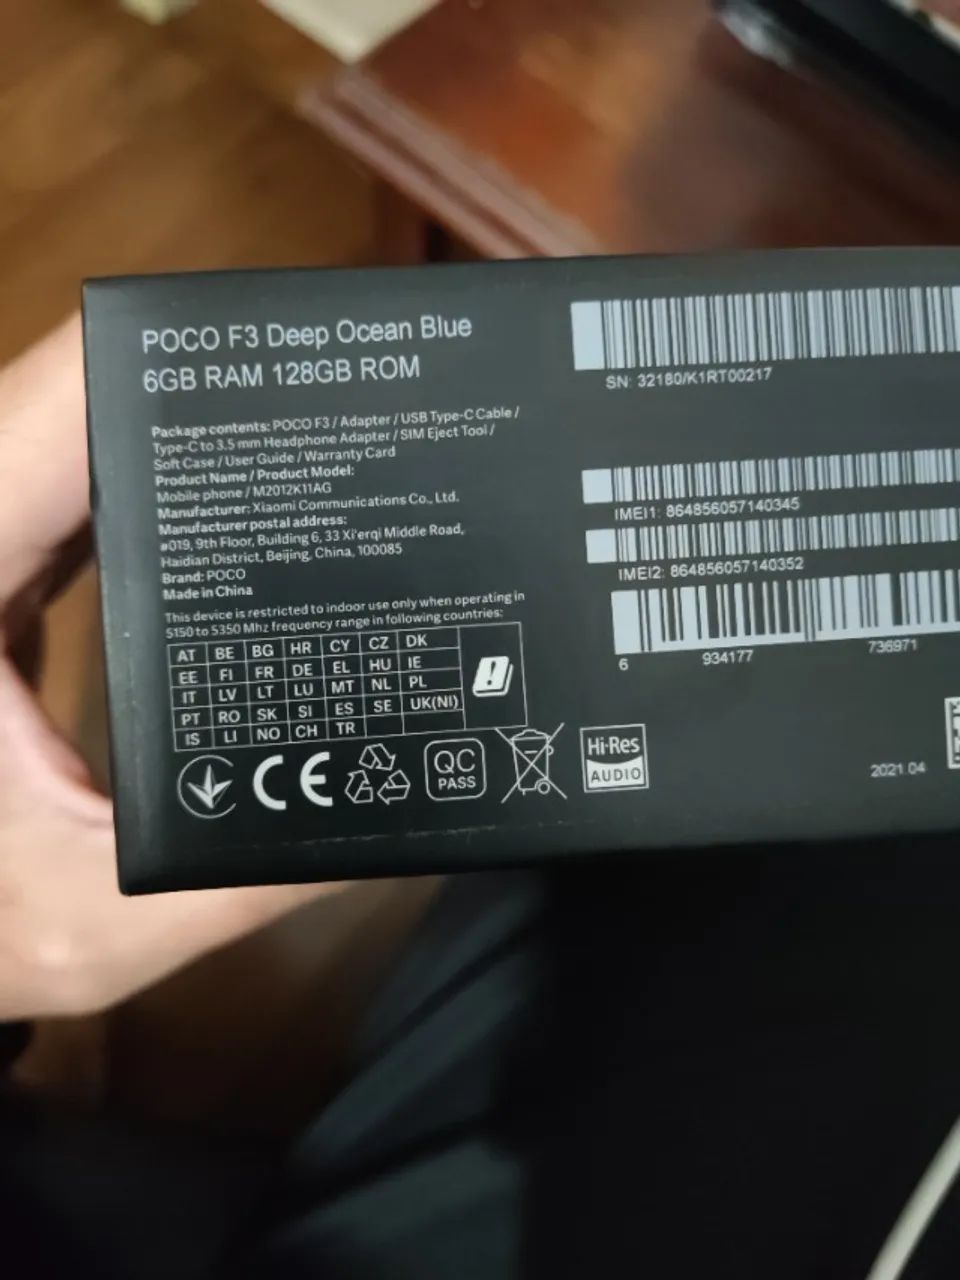 POCO F3 Deep Ocean Blue
6GB RAM 128GB ROM
Package contents: POCO F3 / Adapter / USB Type-C Cable /
Type-C to 3.5 mm Headphone Adapter / SIM Eject Tool /
Soft Case / User Guide / Warranty Card
Product Name / Product Model:
Mobile phone / M2012K11AG
Manufacturer: Xiaomi Communications Co., Ltd.
Manufacturer postal address:
#019, 9th Floor, Building 6, 33 Xi'erqi Middle Road,
Haidian District, Beijing, China, 100085
Brand: POCO
Made in China
This device is restricted to indoor use only when operating in
5150 to 5350 Mhz frequency range in following countries:
AT BE BG HR CY CZ DK
EE FI FR DE EL HU IE
IT LV LT LU MT NL PL
PT RO SK SI ES SE UK(NI)
IS LI NO CH TR
CE
QC
PASS
Hi-Res
AUDIO
SN: 32180/K1RT00217
IMEI1: 864856057140345
IMEI2: 864856057140352
6 934177 736971
2021.04